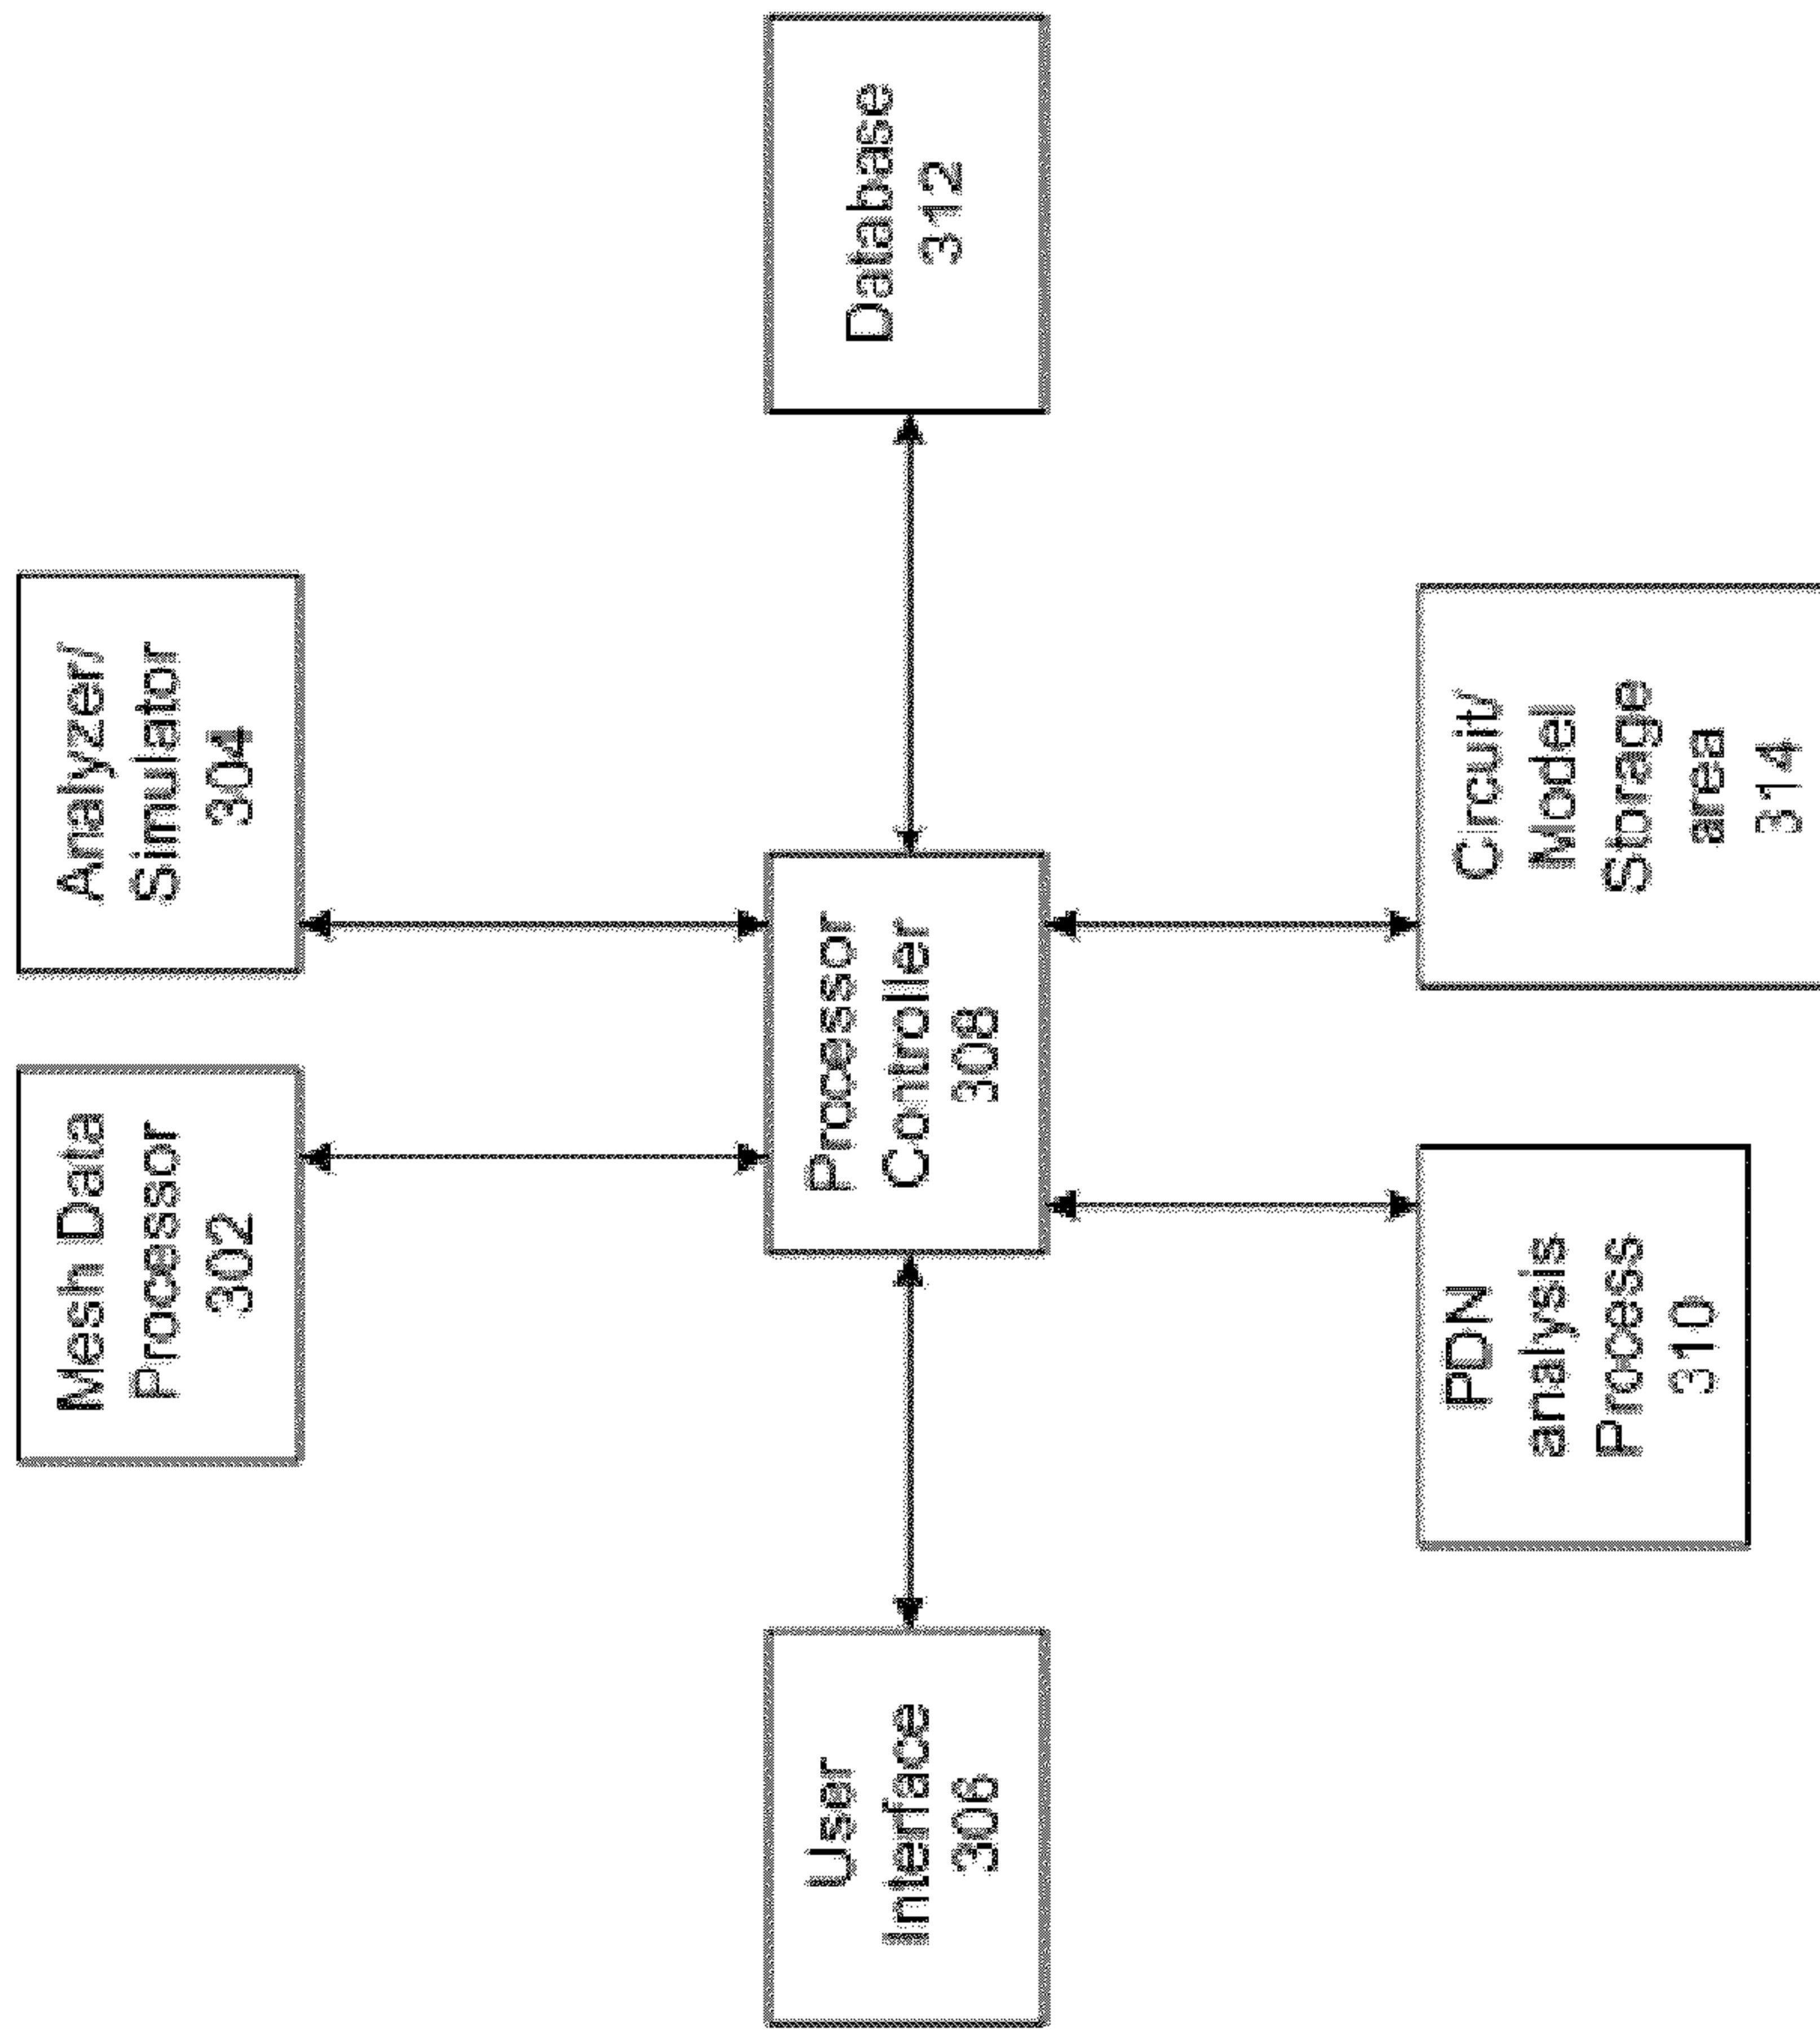 Mesh Data
Processor
302
Analyzer/
Simulator
304
User
Interface
306
Processor
Controller
308
Database
312
PDN
analysis
Process
310
Circuit/
Model
Storage
area
314